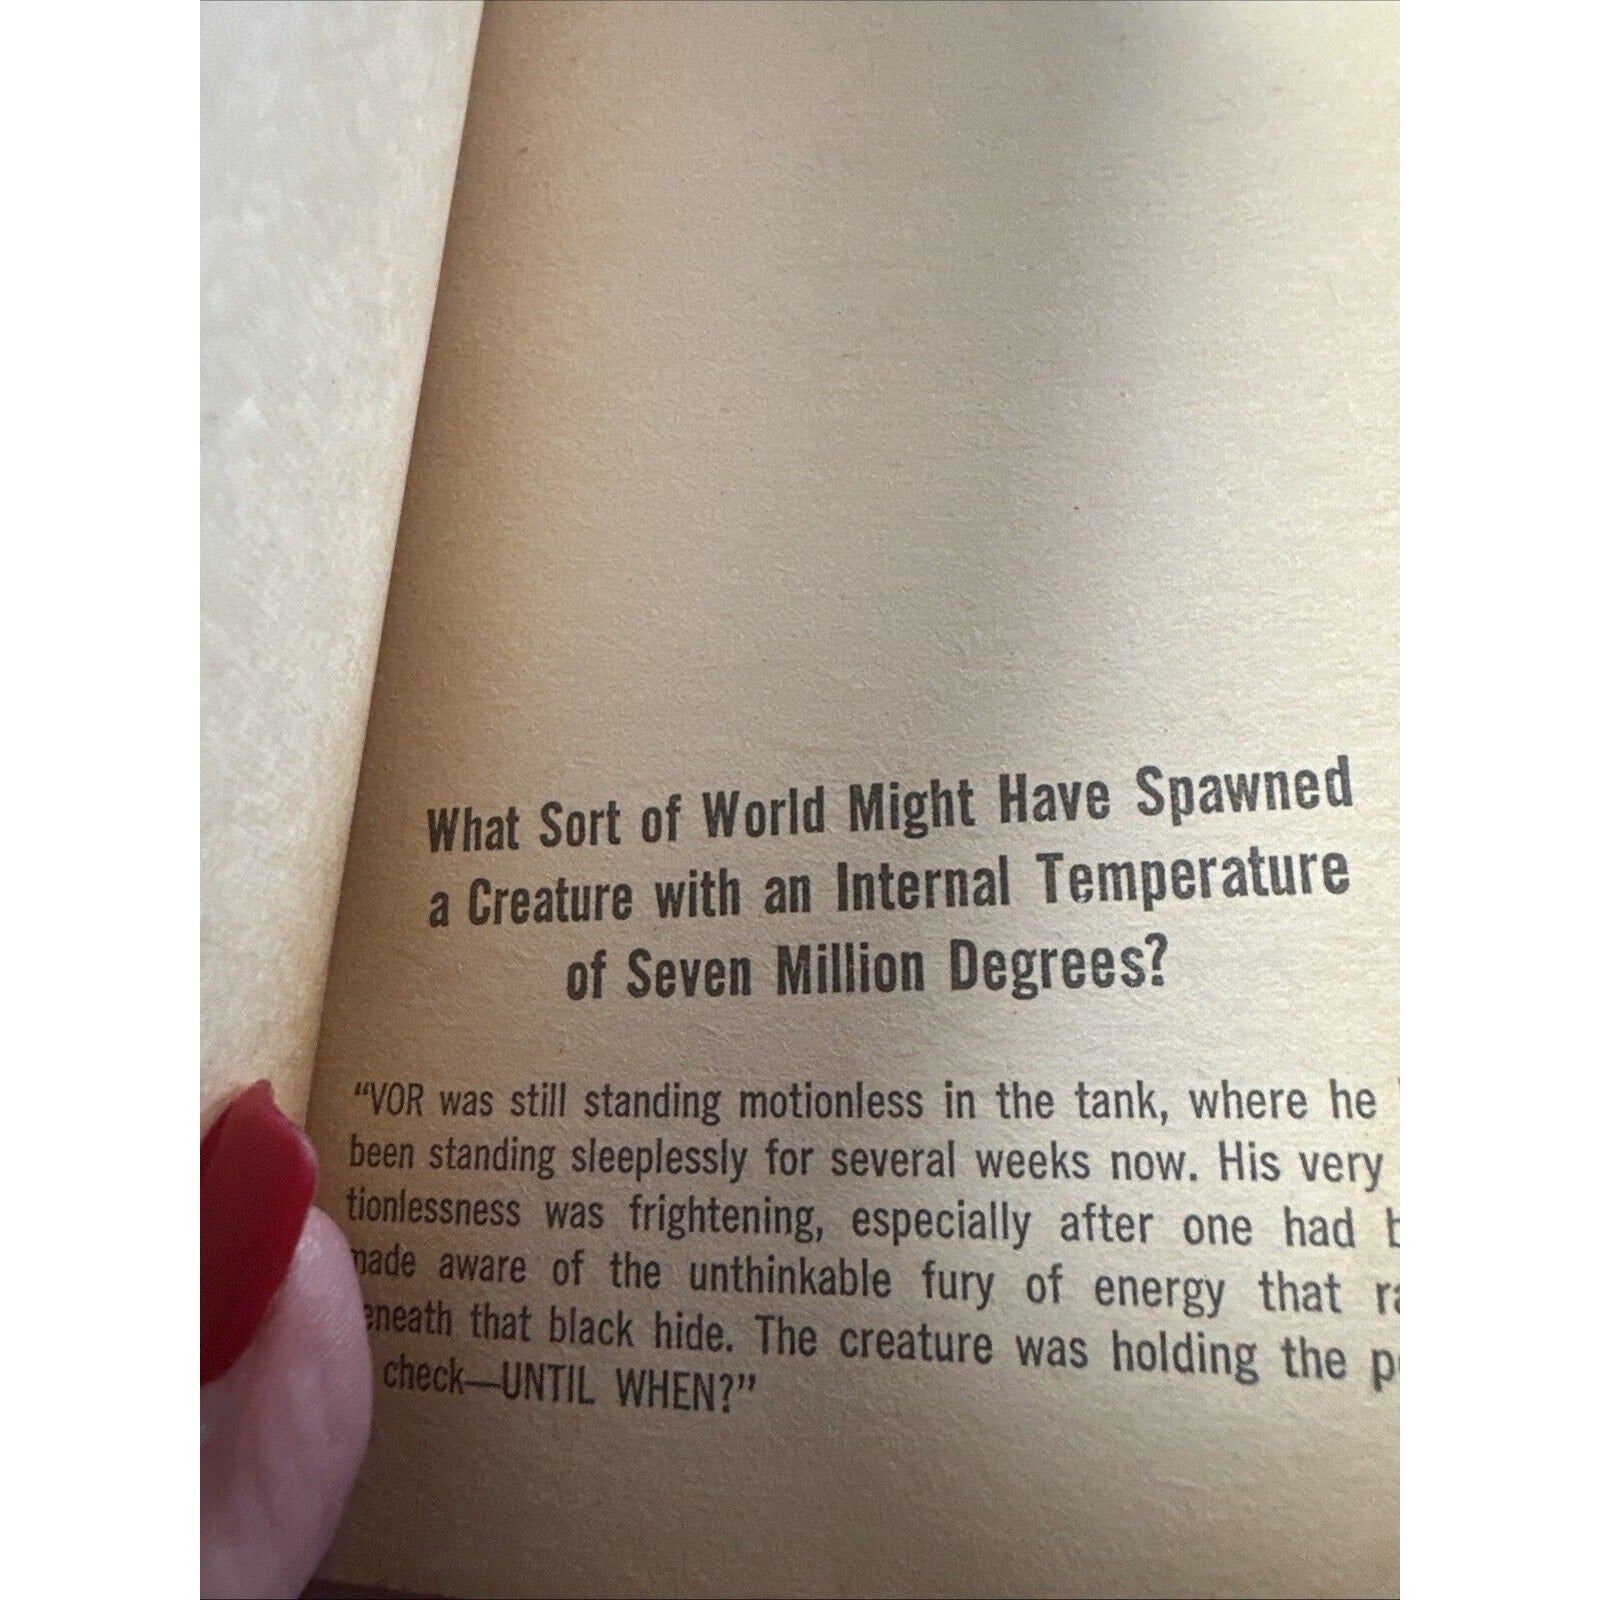 What Sort of World Might Have Spawned
a Creature with an Internal Temperature
of Seven Million Degrees?
"VOR was still standing motionless in the tank, where he
been standing sleeplessly for several weeks now. His very
tionlessness was frightening, especially after one had
made aware of the unthinkable fury of energy that
eneath that black hide. The creature was holding the
check—UNTIL WHEN?"